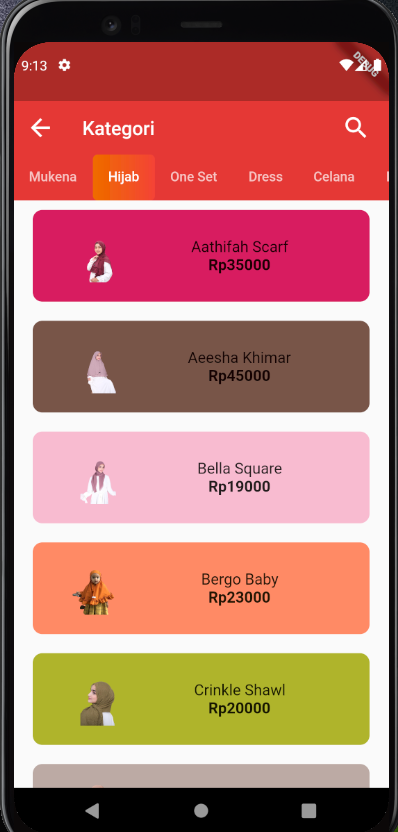 9:13
DEBUG
Kategori
Mukena Hijab One Set Dress Celana
Aathifah Scarf
Rp35000
Aeesha Khimar
Rp45000
Bella Square
Rp19000
Bergo Baby
Rp23000
Crinkle Shawl
Rp20000